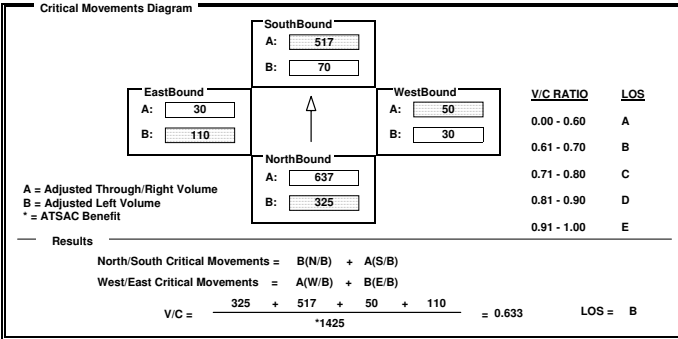 Critical Movements Diagram
SouthBound
A: 517
B: 70
EastBound
A: 30
B: 110
WestBound
A: 50
B: 30
NorthBound
A: 637
B: 325
V/C RATIO LOS
0.00 - 0.60 A
0.61 - 0.70 B
0.71 - 0.80 C
0.81 - 0.90 D
0.91 - 1.00 E
A = Adjusted Through/Right Volume
B = Adjusted Left Volume
* = ATSAC Benefit
Results
North/South Critical Movements = B(N/B) + A(S/B)
West/East Critical Movements = A(W/B) + B(E/B)
V/C = 325 + 517 + 50 + 110 = 0.633 LOS = B
*1425